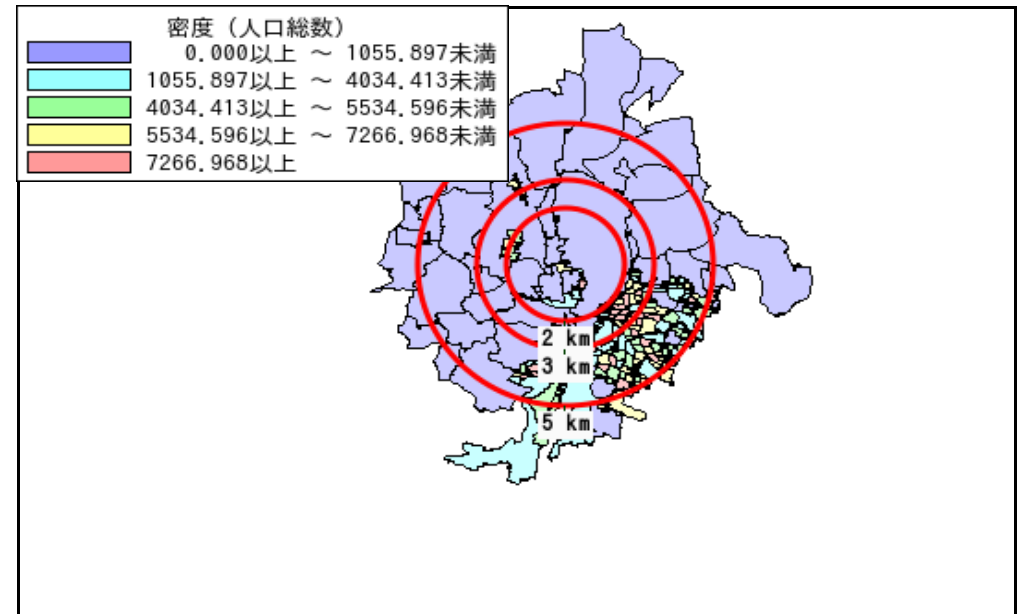 密度（人口総数）
0.000以上 ～ 1055.897未満
1055.897以上 ～ 4034.413未満
4034.413以上 ～ 5534.596未満
5534.596以上 ～ 7266.968未満
7266.968以上
2 km
3 km
5 km